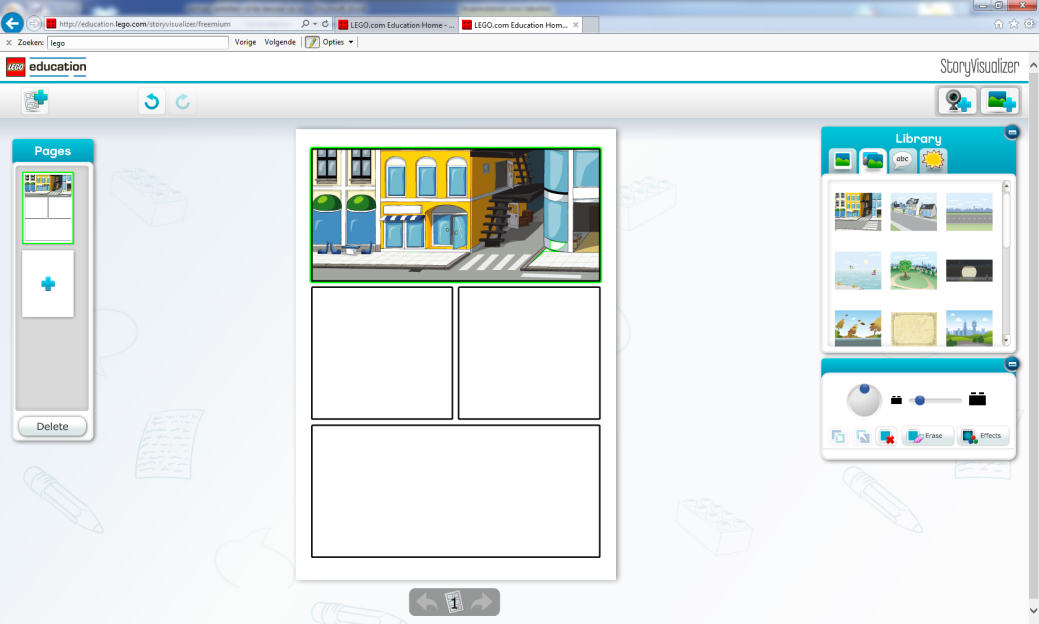 http://education.lego.com/storyvisualizer/freemium
LEGO.com Education Home - ...
LEGO.com Education Hom...
Zoeken: lego
Vorige Volgende Opties
LEGO education
StoryVisualizer
Pages
Delete
Library
abc
Erase
Effects
1